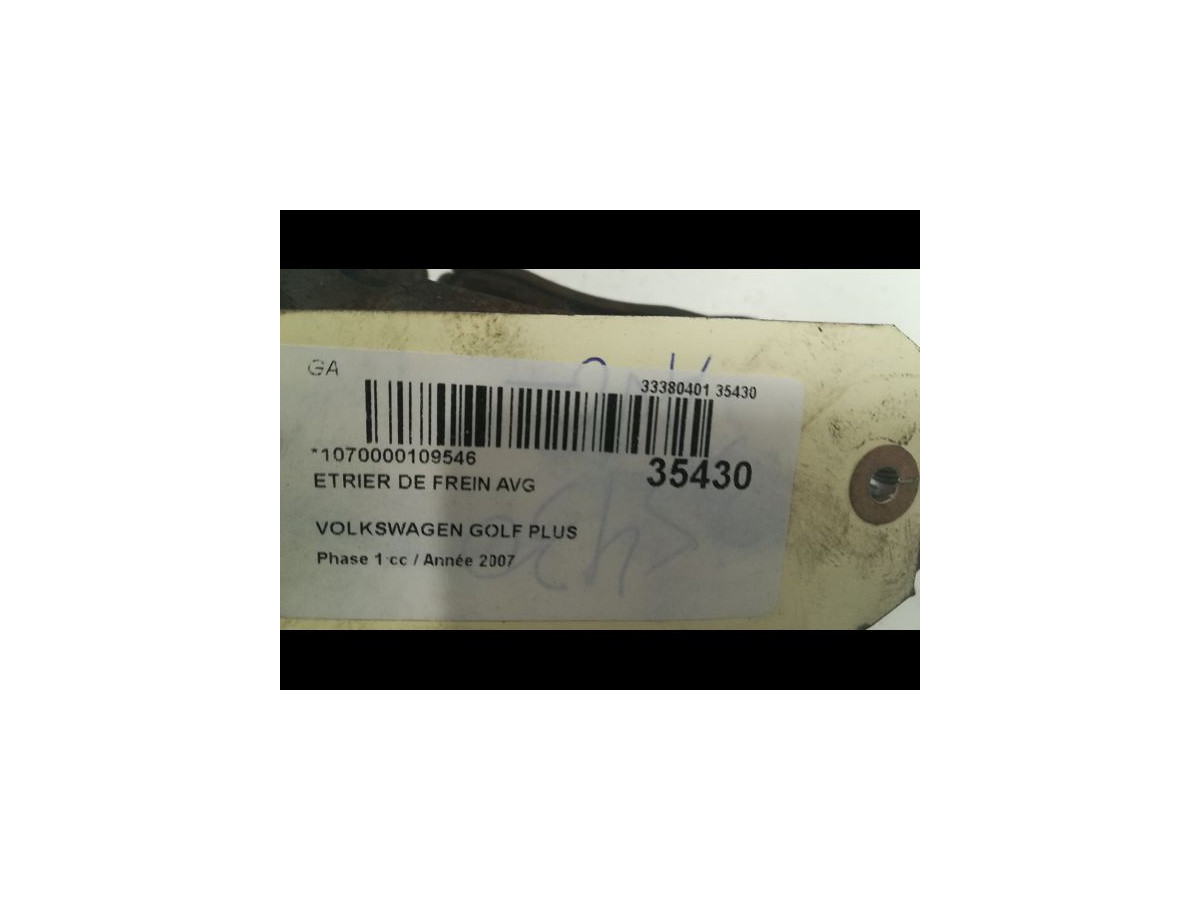 GA
33380401 35430
*1070000109546
35430
ETRIER DE FREIN AVG
VOLKSWAGEN GOLF PLUS
Phase 1 cc / Année 2007